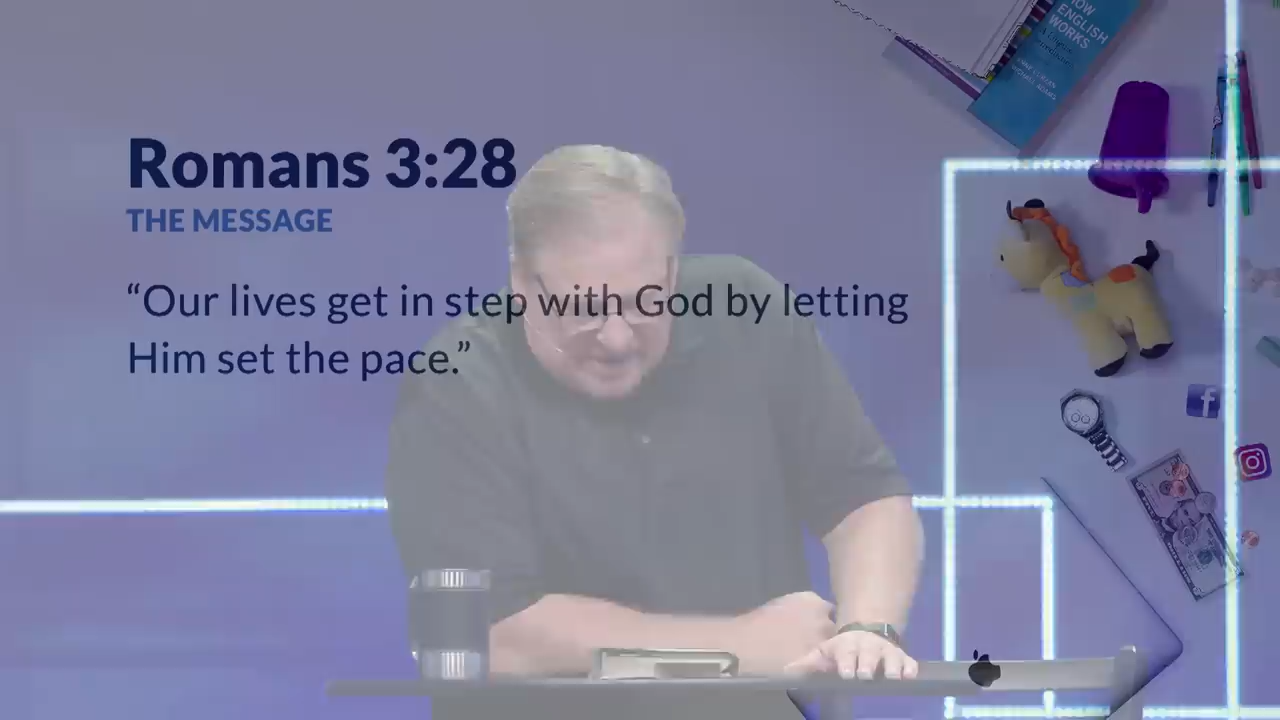 Romans 3:28
THE MESSAGE
“Our lives get in step with God by letting
Him set the pace.”
HOW
ENGLISH
WORKS